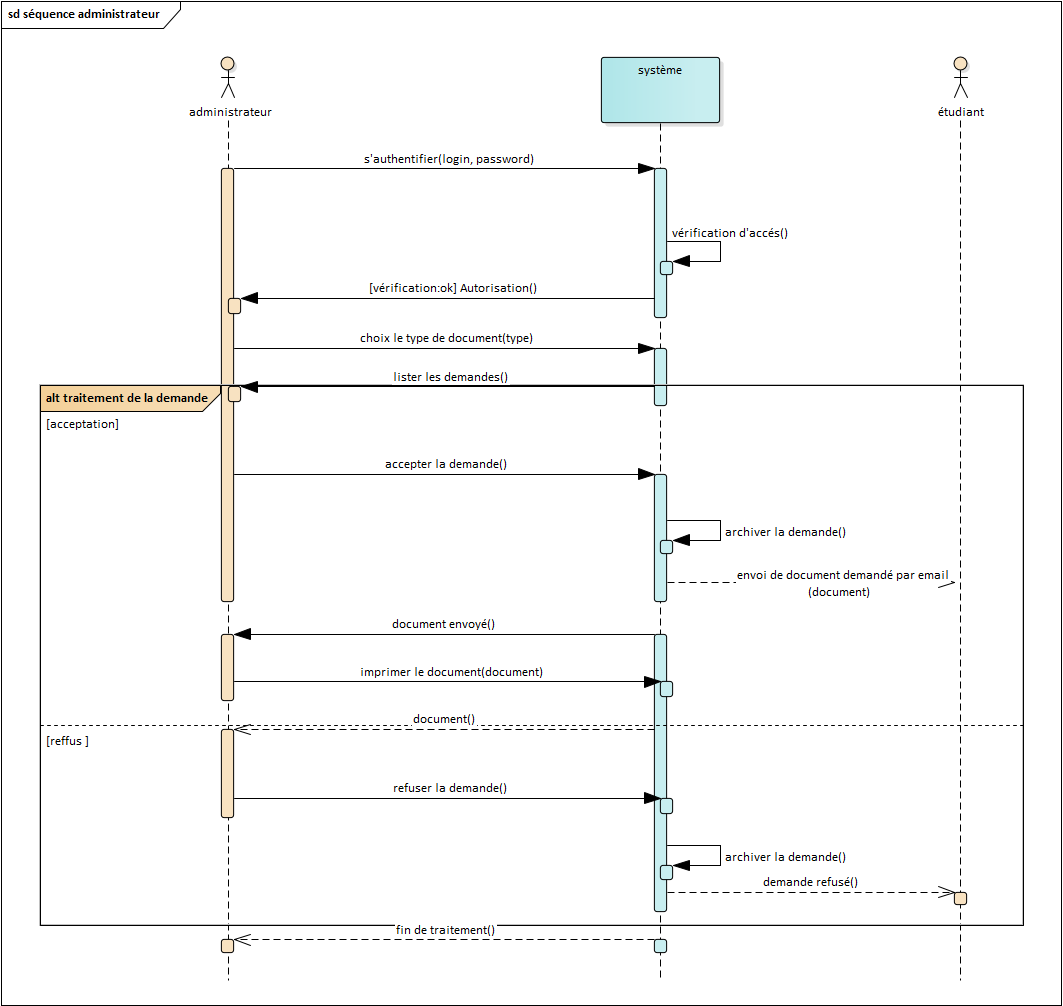 sd séquence administrateur
administrateur
système
étudiant
s'authentifier(login, password)
vérification d'accés()
[vérification:ok] Autorisation()
choix le type de document(type)
lister les demandes()
alt traitement de la demande
[acceptation]
accepter la demande()
archiver la demande()
envoi de document demandé par email
(document)
document envoyé()
imprimer le document(document)
document()
[reffus ]
refuser la demande()
archiver la demande()
demande refusé()
fin de traitement()